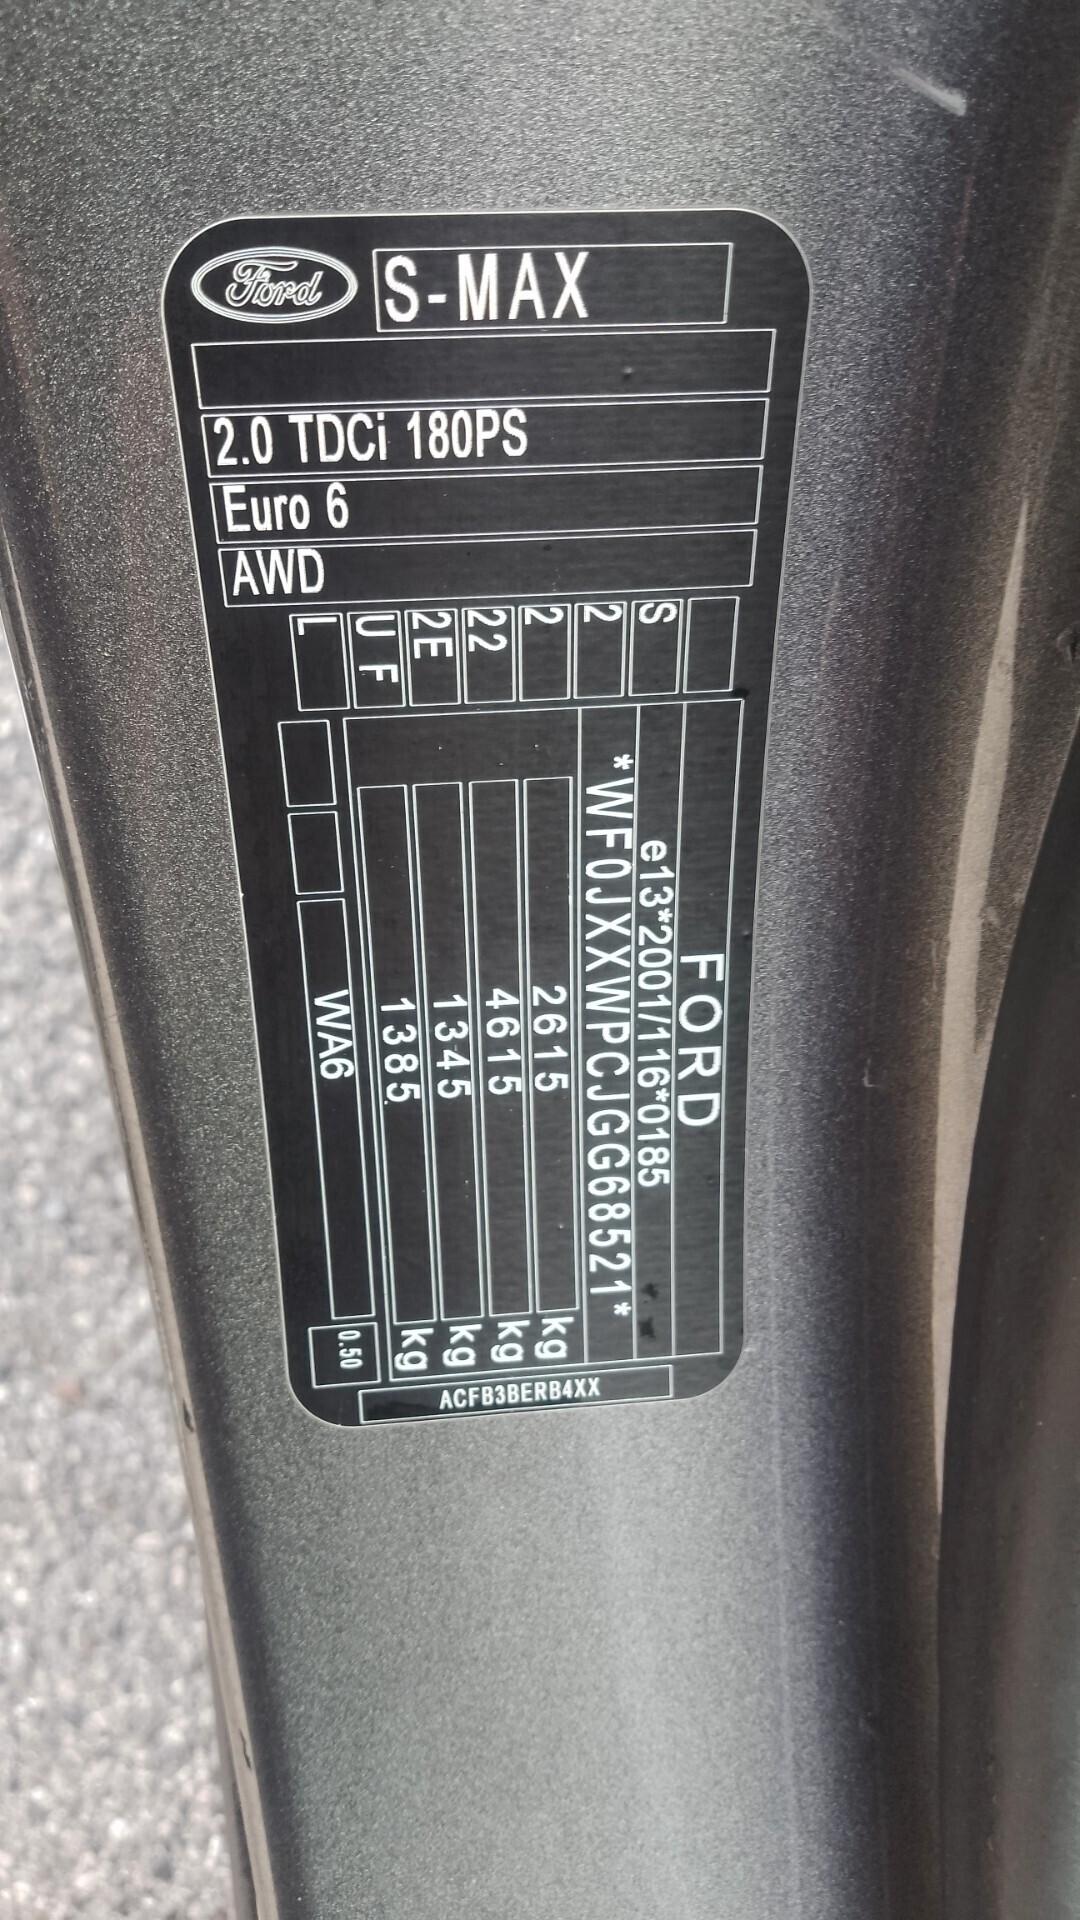 Ford
S-MAX
2.0 TDCi 180PS
Euro 6
AWD
S
2
2
22
2E
U F
L
FORD
e13*2001/116*0185
*WF0JXXWPCJGG68521*
2615 kg
4615 kg
1345 kg
1385 kg
WA6
0.50
ACFB3BERB4XX